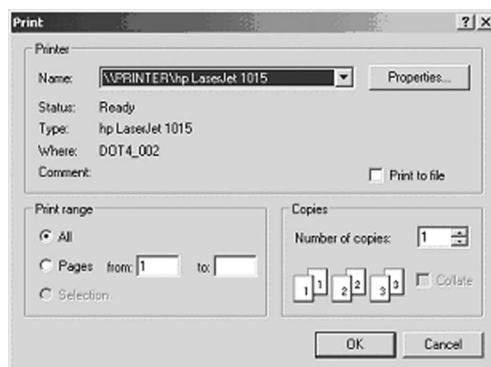 Print
Printer
Name: \\PRINTER\hp LaserJet 1015 Properties...
Status: Ready
Type: hp LaserJet 1015
Where: DOT4_002
Comment: Print to file
Print range
All
Pages from: 1 to:
Selection
Copies
Number of copies: 1
1 1 2 2 3 3 Collate
OK Cancel